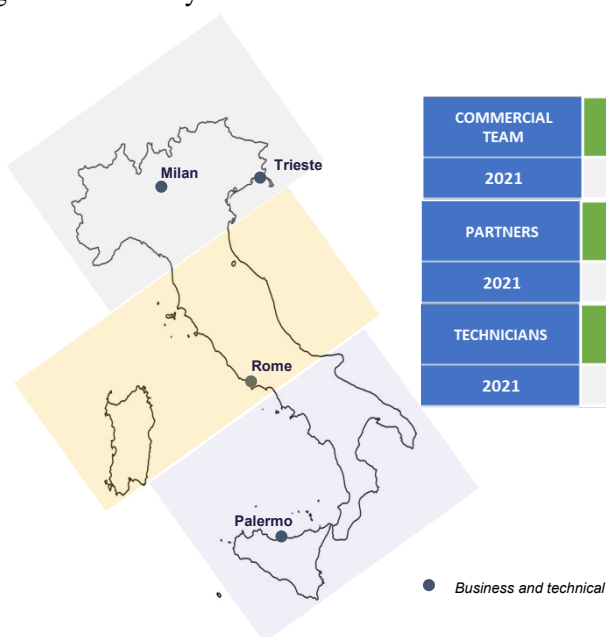 Milan
Trieste
Rome
Palermo
COMMERCIAL
TEAM
2021
PARTNERS
2021
TECHNICIANS
2021
Business and technical